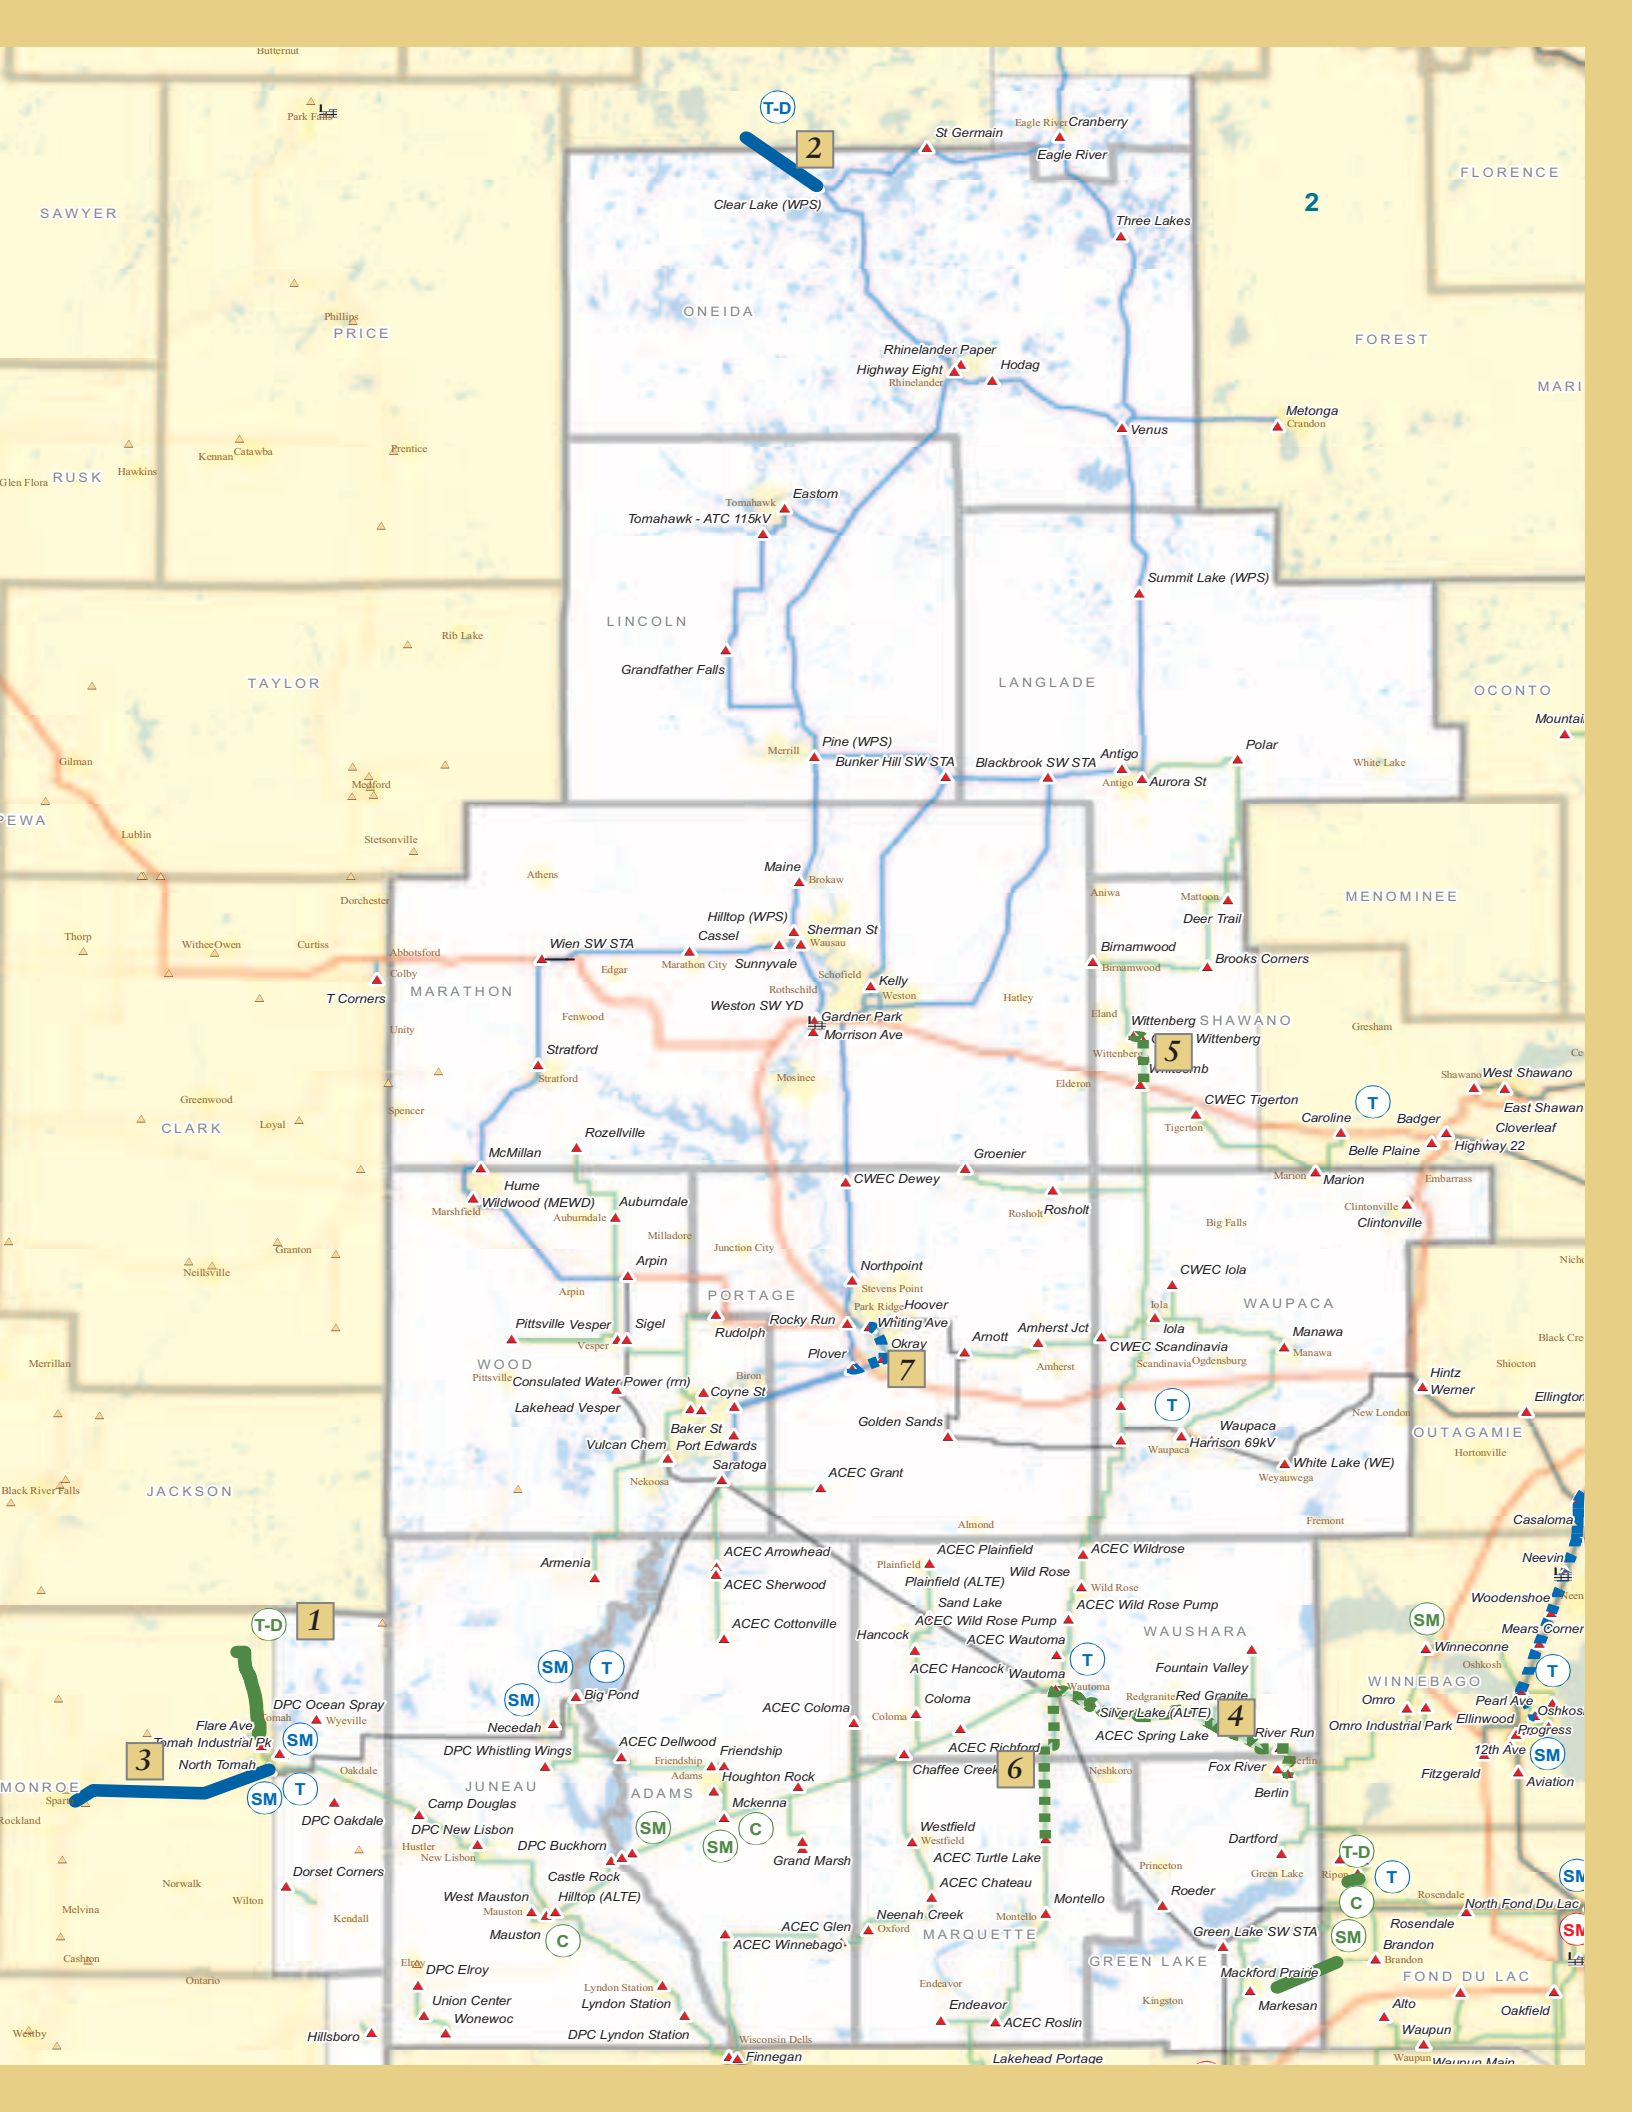 Butternut
Park Falls
T-D
2
St Germain
Eagle River
Cranberry
Eagle River
FLORENCE
SAWYER
Clear Lake (WPS)
2
Three Lakes
ONEIDA
Phillips
PRICE
FOREST
Rhinelander Paper
Highway Eight
Hodag
Rhinelander
MARI
Metonga
Crandon
Venus
Kennan
Catawba
Prentice
Hawkins
Glen Flora
RUSK
Eastom
Tomahawk
Tomahawk - ATC 115kV
Summit Lake (WPS)
LINCOLN
Rib Lake
Grandfather Falls
TAYLOR
LANGLADE
OCONTO
Mountai
Pine (WPS)
Merrill
Bunker Hill SW STA
Blackbrook SW STA
Antigo
Polar
Gilman
White Lake
Antigo
Aurora St
Medford
PEWA
Lublin
Stetsonville
Maine
Brokaw
Athens
Aniwa
Mattoon
MENOMINEE
Dorchester
Deer Trail
Hilltop (WPS)
Cassel
Sherman St
Thorp
Withee
Owen
Curtiss
Wien SW STA
Wausau
Birnamwood
Abbotsford
Marathon City
Sunnyvale
Brooks Corners
Edgar
Birnamwood
Colby
Schofield
Kelly
T Corners
MARATHON
Rothschild
Weston
Hatley
Weston SW YD
Gardner Park
Eland
Fenwood
Wittenberg
SHAWANO
Unity
Morrison Ave
Wittenberg
Gresham
Stratford
Wittenberg
5
Stratford
Mosinee
Elderon
Shawano
West Shawano
Greenwood
Spencer
CWEC Tigerton
T
East Shawan
CLARK
Loyal
Tigerton
Caroline
Badger
Cloverleaf
Rozellville
Belle Plaine
Highway 22
McMillan
Groenier
Hume
CWEC Dewey
Marion
Marion
Embarrass
Wildwood (MEWD)
Auburndale
Marshfield
Auburndale
Rosholt
Rosholt
Clintonville
Clintonville
Big Falls
Granton
Milladore
Junction City
Neillsville
Arpin
Northpoint
CWEC Iola
Nich
Arpin
PORTAGE
Stevens Point
WAUPACA
Park Ridge
Hoover
Iola
Pittsville
Vesper
Sigel
Rudolph
Rocky Run
Whiting Ave
Iola
Manawa
Vesper
Okray
Arnott
Amherst Jct
CWEC Scandinavia
Black Cre
Merrillan
WOOD
Plover
7
Amherst
Scandinavia
Ogdensburg
Manawa
Shiocton
Pittsville
Consulated Water Power (rrn)
Biron
Hintz
Coyne St
Werner
Lakehead Vesper
T
Ellington
Baker St
Golden Sands
New London
Vulcan Chem
Port Edwards
Waupaca
OUTAGAMIE
Saratoga
Waupaca
Harrison 69kV
Hortonville
Nekoosa
ACEC Grant
White Lake (WE)
Weyauwega
Black River Falls
JACKSON
Almond
Fremont
Casaloma
Armenia
ACEC Arrowhead
ACEC Plainfield
ACEC Wildrose
Plainfield
Neevin
ACEC Sherwood
Plainfield (ALTE)
Wild Rose
Wild Rose
Neen
Sand Lake
ACEC Wild Rose Pump
Woodenshoe
T-D
1
ACEC Cottonville
ACEC Wild Rose Pump
SM
Mears Corner
Hancock
ACEC Wautoma
WAUSHARA
Winneconne
SM
T
ACEC Hancock
Wautoma
T
Fountain Valley
Oshkosh
T
SM
Big Pond
Wautoma
WINNEBAGO
DPC Ocean Spray
ACEC Coloma
Coloma
Redgranite
Red Granite
Omro
Pearl Ave
Flare Ave
Tomah
Wyeville
Necedah
Coloma
Silver Lake (ALTE)
4
Ellinwood
Oshkos
Tomah Industrial Pk
SM
DPC Whistling Wings
ACEC Dellwood
Friendship
ACEC Richford
ACEC Spring Lake
River Run
Omro Industrial Park
Progress
3
North Tomah
Friendship
6
12th Ave
SM
MONROE
Oakdale
Adams
Houghton Rock
Chaffee Creek
Neshkoro
Fox River
Berlin
Fitzgerald
Aviation
Sparta
SM
T
JUNEAU
ADAMS
Berlin
Rockland
DPC Oakdale
Camp Douglas
Mckenna
DPC New Lisbon
SM
SM
C
Westfield
Dartford
T-D
Hustler
New Lisbon
DPC Buckhorn
Grand Marsh
Westfield
ACEC Turtle Lake
Princeton
Green Lake
Ripon
T
Dorset Corners
Castle Rock
SM
Norwalk
Wilton
West Mauston
Hilltop (ALTE)
ACEC Chateau
Montello
Roeder
C
Rosendale
North Fond Du Lac
Melvina
Kendall
Mauston
Neenah Creek
Montello
Rosendale
Mauston
C
ACEC Glen
Oxford
MARQUETTE
Green Lake SW STA
SM
SM
ACEC Winnebago
Brandon
Cashton
Elroy
DPC Elroy
GREEN LAKE
Brandon
Ontario
Lyndon Station
Endeavor
Mackford Prairie
FOND DU LAC
Union Center
Lyndon Station
Endeavor
Kingston
Markesan
Alto
Oakfield
Westby
Hillsboro
Wonewoc
DPC Lyndon Station
ACEC Roslin
Waupun
Wisconsin Dells
Finnegan
Lakehead Portage
Waupun
Waupun Main